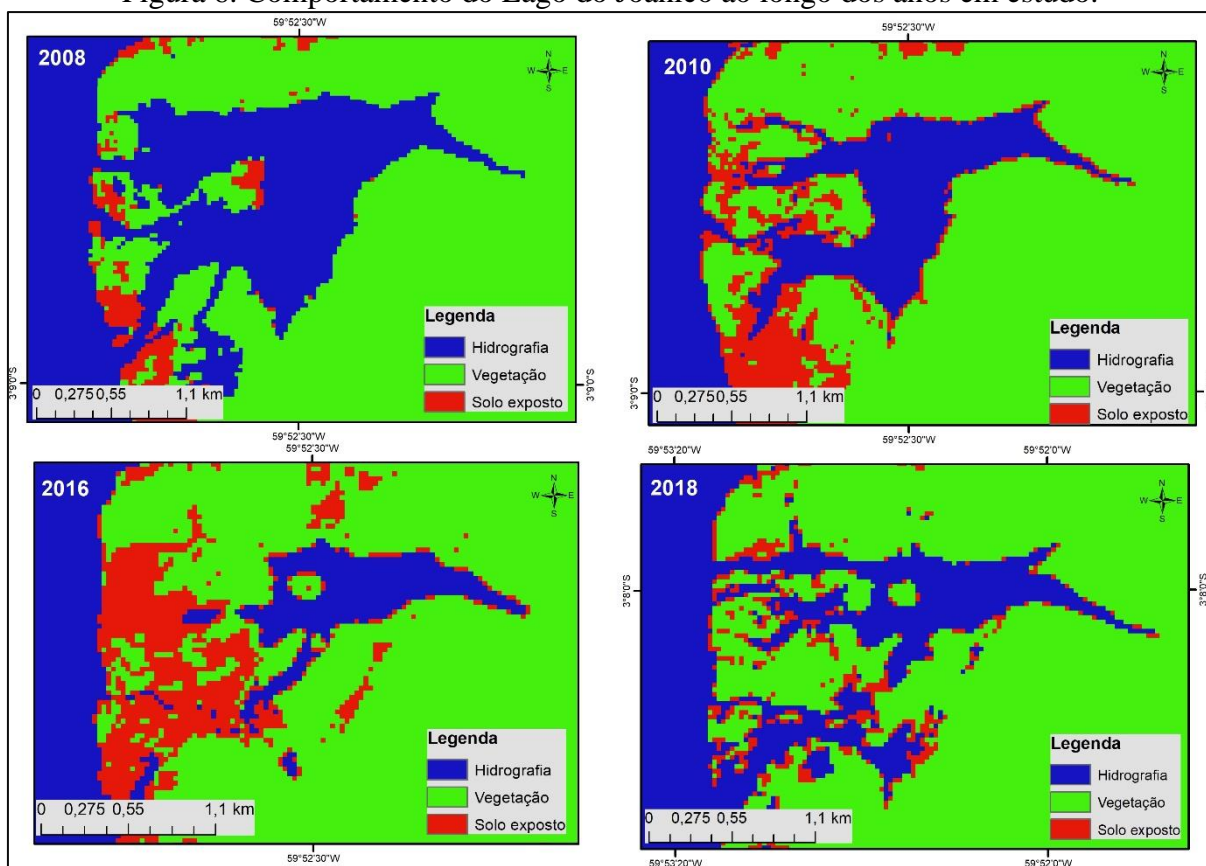 Figura 6. Comportamento do Lago do Joanico ao longo dos anos em estudo.
59°52'30"W
2008
N
W E
S
Legenda
Hidrografia
Vegetação
Solo exposto
3°9'0"S
0 0,275 0,55 1,1 km
59°52'30"W
59°52'30"W
2010
N
W E
S
Legenda
Hidrografia
Vegetação
Solo exposto
3°9'0"S
0 0,275 0,55 1,1 km
59°52'30"W
59°52'30"W
2016
N
W E
S
Legenda
Hidrografia
Vegetação
Solo exposto
0 0,275 0,55 1,1 km
59°52'30"W
59°53'20"W 59°52'0"W
2018
N
W E
S
3°8'0"S
3°8'0"S
Legenda
Hidrografia
Vegetação
Solo exposto
0 0,275 0,55 1,1 km
59°53'20"W 59°52'0"W